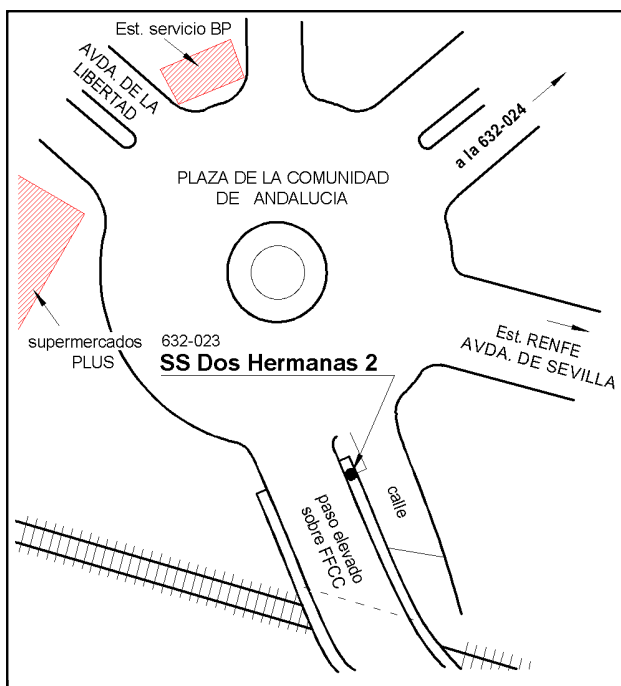 Est. servicio BP
AVDA. DE LA
LIBERTAD
a la 632-024
PLAZA DE LA COMUNIDAD
DE ANDALUCIA
supermercados
PLUS
632-023
SS Dos Hermanas 2
Est. RENFE
AVDA. DE SEVILLA
calle
paso elevado
sobre FFCC